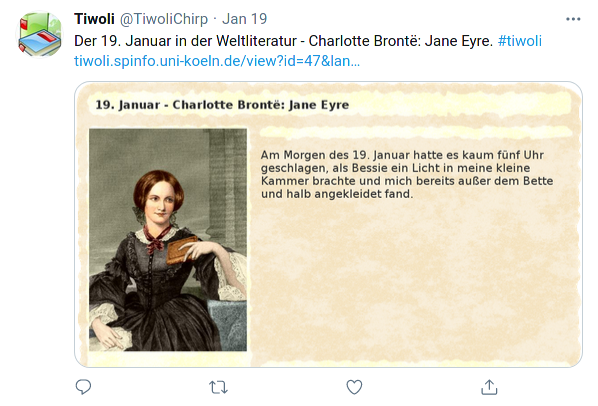 Tiwoli @TiwoliChirp · Jan 19
Der 19. Januar in der Weltliteratur - Charlotte Brontë: Jane Eyre. #tiwoli
tiwoli.spinfo.uni-koeln.de/view?id=47&lan…
19. Januar - Charlotte Brontë: Jane Eyre
Am Morgen des 19. Januar hatte es kaum fünf Uhr
geschlagen, als Bessie ein Licht in meine kleine
Kammer brachte und mich bereits außer dem Bette
und halb angekleidet fand.